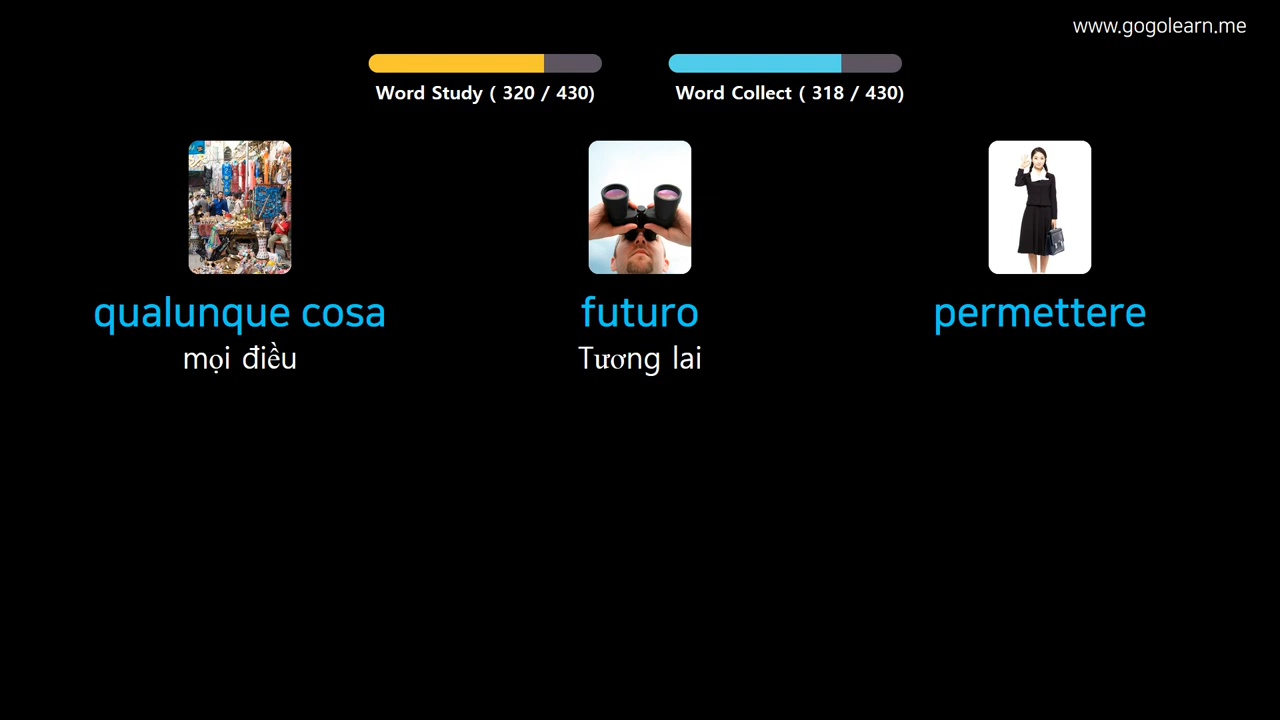 www.gogolearn.me
Word Study ( 320 / 430)
Word Collect ( 318 / 430)
qualunque cosa
mọi điều
futuro
Tương lai
permettere